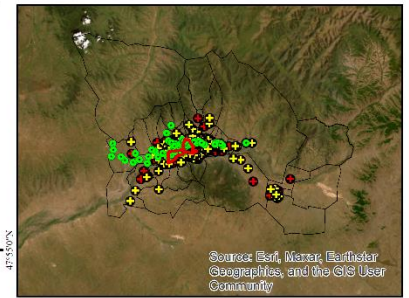 47°55'0"N
Source: Esri, Maxar, Earthstar
Geographics, and the GIS User
Community